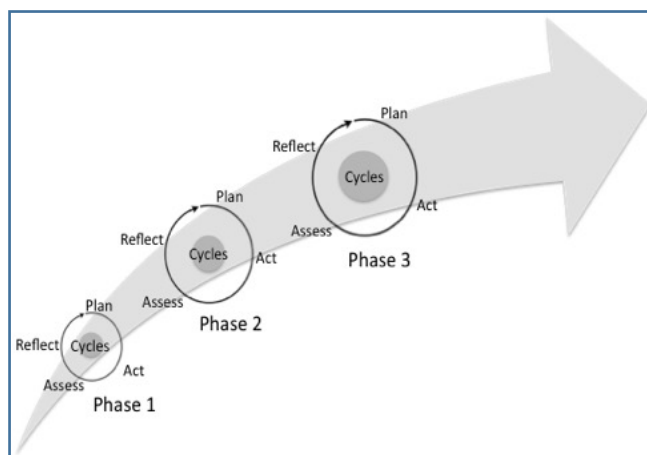 Plan
Reflect
Cycles
Act
Assess
Phase 3
Plan
Reflect
Cycles
Act
Assess
Phase 2
Plan
Reflect
Cycles
Act
Assess
Phase 1